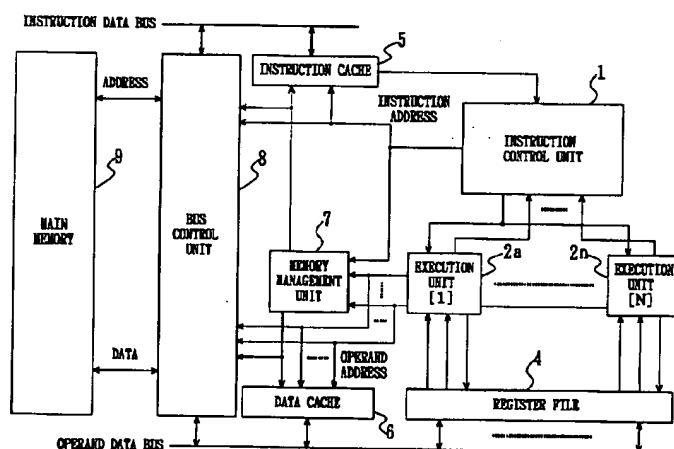 INSTRUCTION DATA BUS
5
INSTRUCTION CACHE
1
ADDRESS
INSTRUCTION
ADDRESS
INSTRUCTION
CONTROL UNIT
9
8
MAIN
MEMORY
BUS
CONTROL
UNIT
7
MEMORY
MANAGEMENT
UNIT
2a
EXECUTION
UNIT
[1]
2n
EXECUTION
UNIT
[N]
DATA
OPERAND
ADDRESS
4
DATA CACHE
6
REGISTER FILE
OPERAND DATA BUS